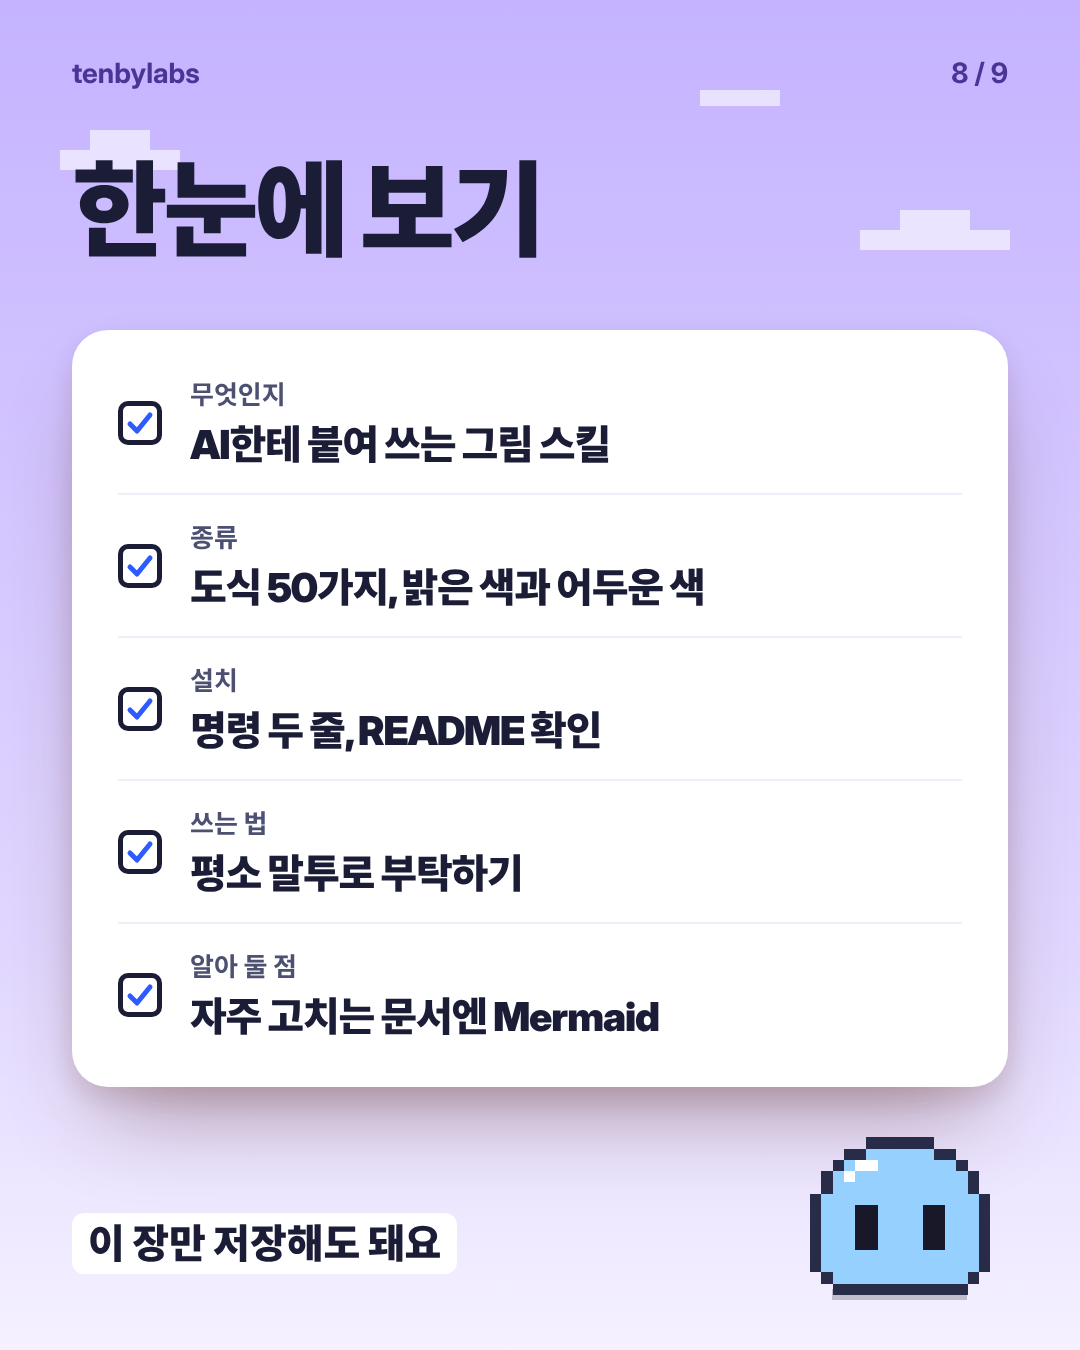 tenbylabs
8 / 9
한눈에 보기
무엇인지
AI한테 붙여 쓰는 그림 스킬
종류
도식 50가지, 밝은 색과 어두운 색
설치
명령 두 줄, README 확인
쓰는 법
평소 말투로 부탁하기
알아 둘 점
자주 고치는 문서엔 Mermaid
이 장만 저장해도 돼요